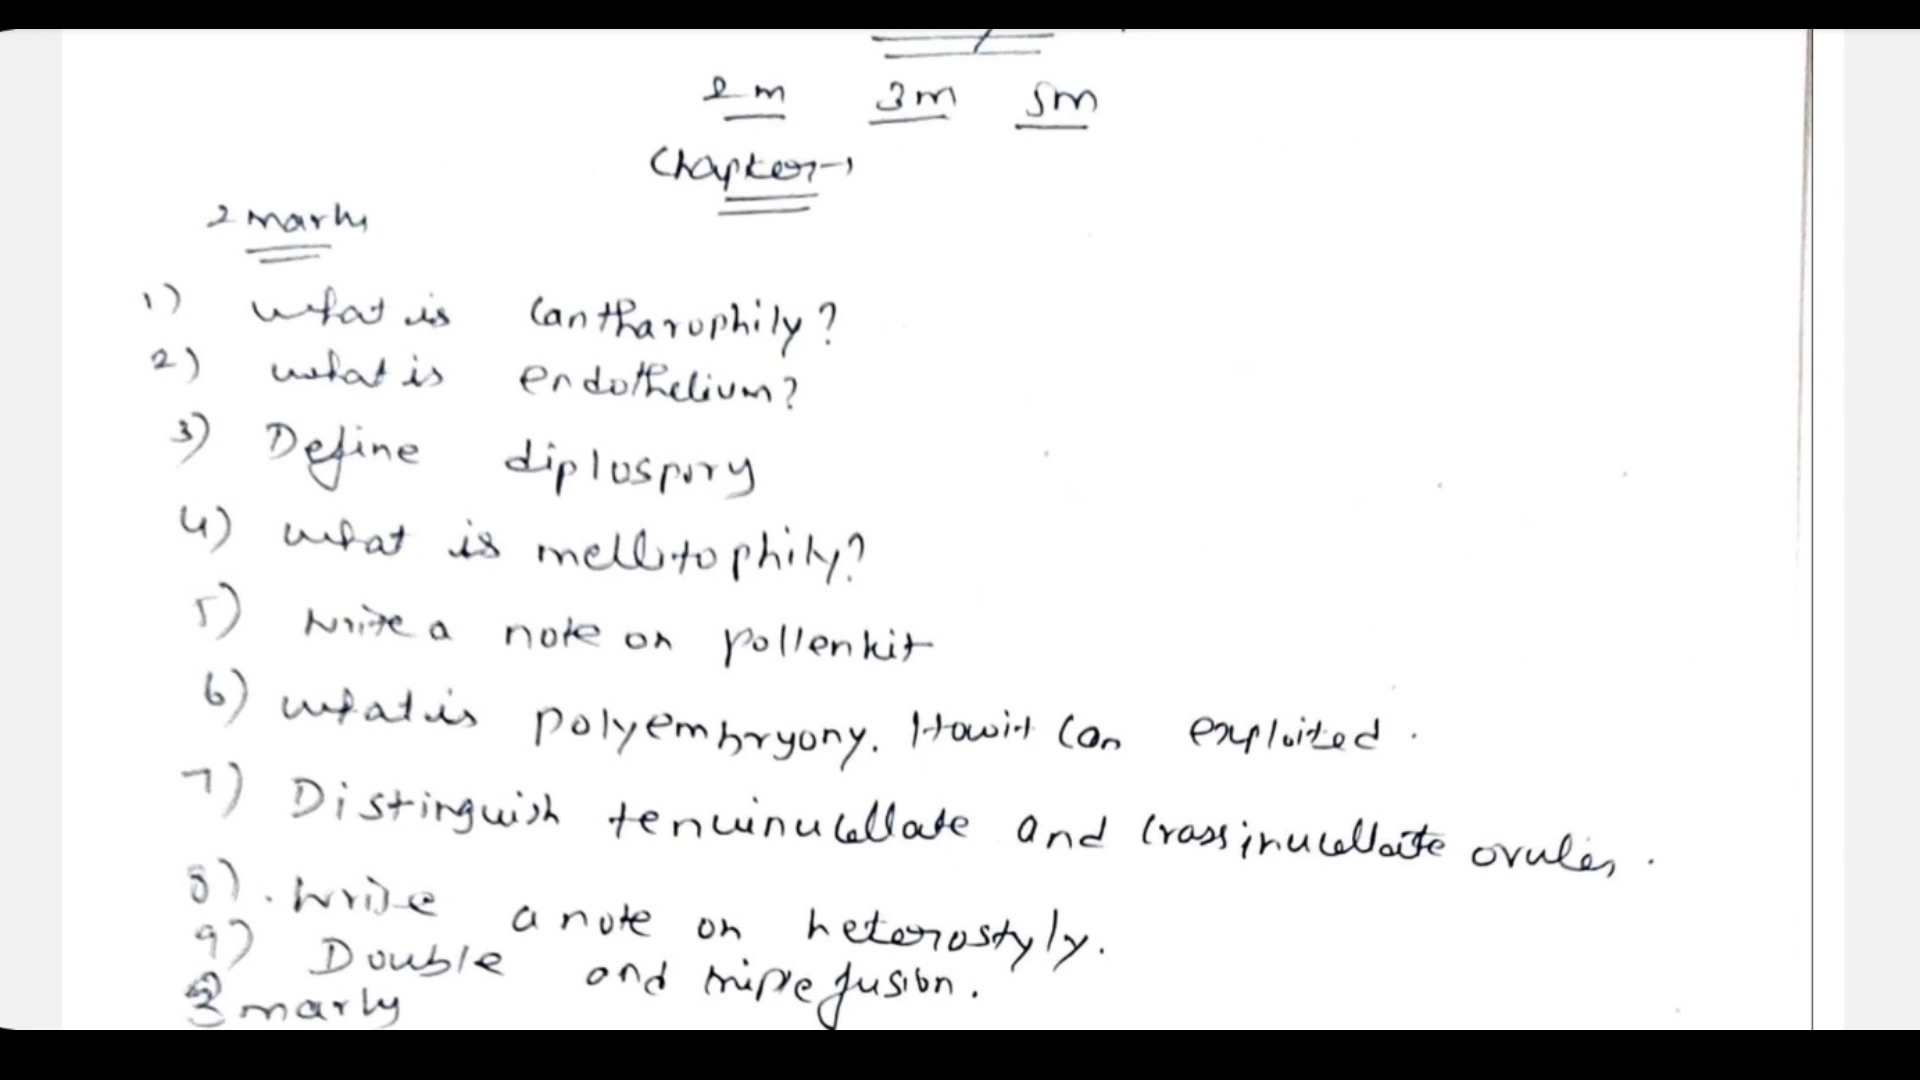 2m 3m 5m
Chapter-1
2 marks
1) what is Cantharophily?
2) what is endothelium?
3) Define diplospory
4) what is mellitophily?
5) Write a note on pollenkit
6) what is polyembryony. How it can exploited.
7) Distinguish tenuinucellate and Crassinucellate ovules.
8). Write a note on heterostyly.
9) Double and triple fusion.
3 marks